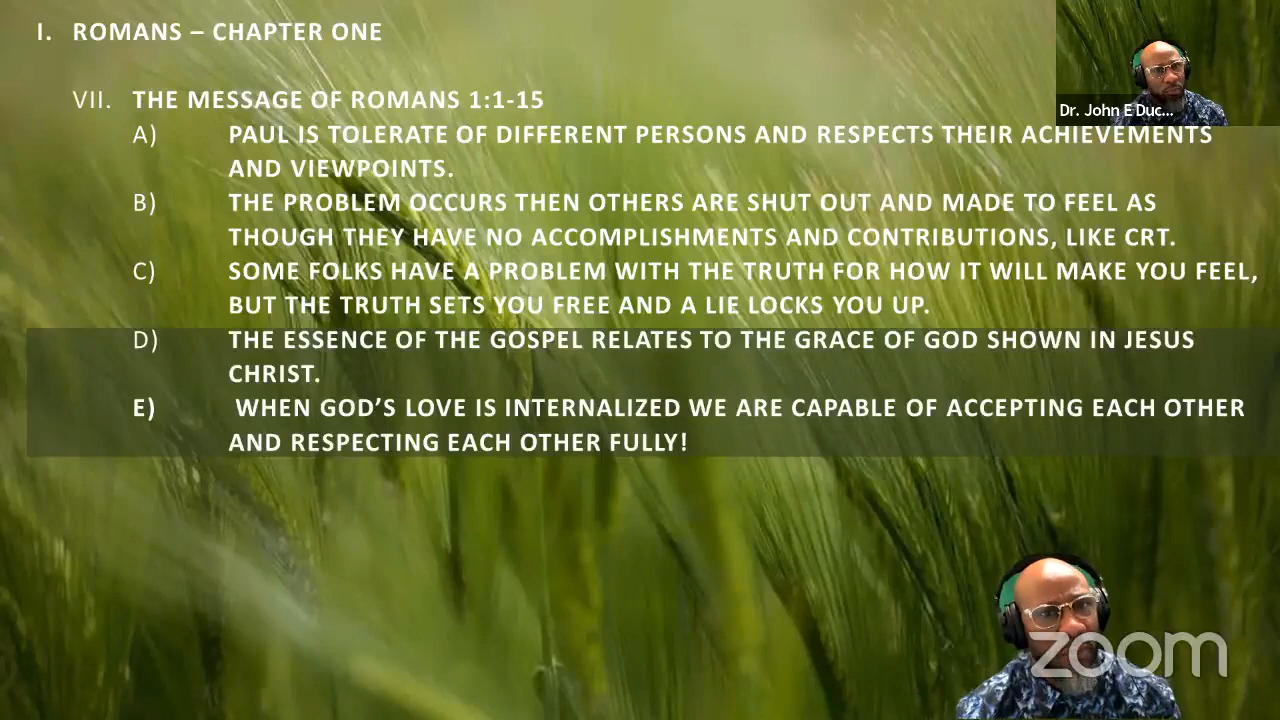 I. ROMANS – CHAPTER ONE
VII. THE MESSAGE OF ROMANS 1:1-15
Dr. John E Duc...
A) PAUL IS TOLERATE OF DIFFERENT PERSONS AND RESPECTS THEIR ACHIEVEMENTS
AND VIEWPOINTS.
B) THE PROBLEM OCCURS THEN OTHERS ARE SHUT OUT AND MADE TO FEEL AS
THOUGH THEY HAVE NO ACCOMPLISHMENTS AND CONTRIBUTIONS, LIKE CRT.
C) SOME FOLKS HAVE A PROBLEM WITH THE TRUTH FOR HOW IT WILL MAKE YOU FEEL,
BUT THE TRUTH SETS YOU FREE AND A LIE LOCKS YOU UP.
D) THE ESSENCE OF THE GOSPEL RELATES TO THE GRACE OF GOD SHOWN IN JESUS
CHRIST.
E) WHEN GOD’S LOVE IS INTERNALIZED WE ARE CAPABLE OF ACCEPTING EACH OTHER
AND RESPECTING EACH OTHER FULLY!
zoom